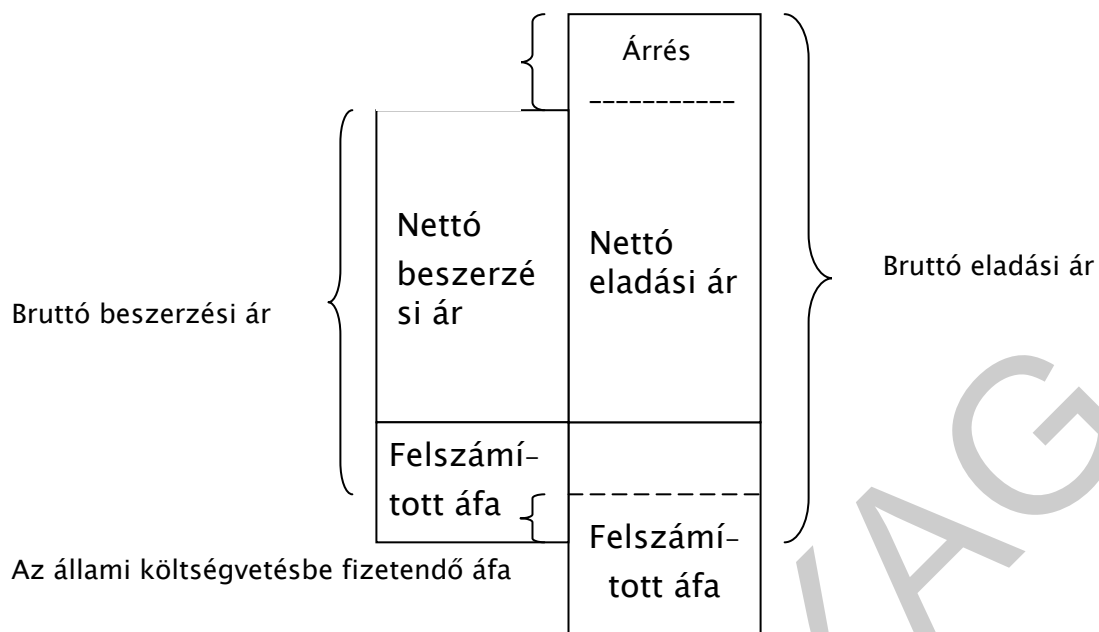 Árrés
Nettó
beszerzé
si ár
Nettó
eladási ár
Bruttó eladási ár
Bruttó beszerzési ár
Felszámí-
tott áfa
Felszámí-
tott áfa
Az állami költségvetésbe fizetendő áfa
YAG